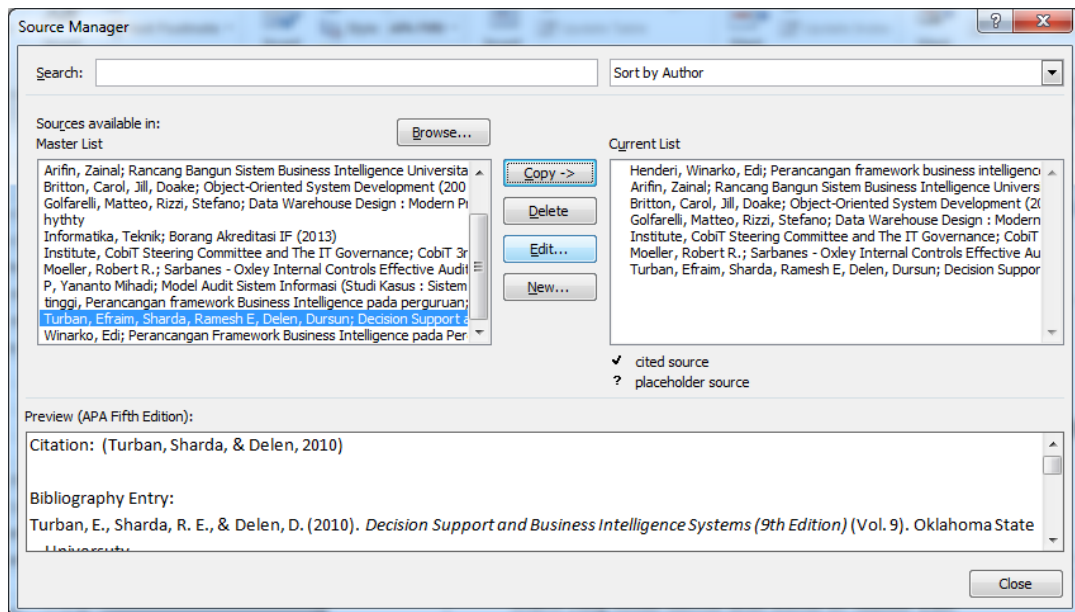 Source Manager
Search:
Sort by Author
Sources available in:
Master List
Browse...
Current List
Arifin, Zainal; Rancang Bangun Sistem Business Intelligence Universita
Britton, Carol, Jill, Doake; Object-Oriented System Development (200
Golfarelli, Matteo, Rizzi, Stefano; Data Warehouse Design : Modern Pr
hythty
Informatika, Teknik; Borang Akreditasi IF (2013)
Institute, CobiT Steering Committee and The IT Governance; CobiT 3r
Moeller, Robert R.; Sarbanes - Oxley Internal Controls Effective Audit
P, Yananto Mihadi; Model Audit Sistem Informasi (Studi Kasus : Sistem
tinggi, Perancangan framework Business Intelligence pada perguruan;
Turban, Efraim, Sharda, Ramesh E, Delen, Dursun; Decision Support a
Winarko, Edi; Perancangan Framework Business Intelligence pada Per
Copy ->
Delete
Edit...
New...
Henderi, Winarko, Edi; Perancangan framework business intelligenc
Arifin, Zainal; Rancang Bangun Sistem Business Intelligence Univers
Britton, Carol, Jill, Doake; Object-Oriented System Development (20
Golfarelli, Matteo, Rizzi, Stefano; Data Warehouse Design : Modern
Institute, CobiT Steering Committee and The IT Governance; CobiT
Moeller, Robert R.; Sarbanes - Oxley Internal Controls Effective Au
Turban, Efraim, Sharda, Ramesh E, Delen, Dursun; Decision Suppor
✓ cited source
? placeholder source
Preview (APA Fifth Edition):
Citation: (Turban, Sharda, & Delen, 2010)
Bibliography Entry:
Turban, E., Sharda, R. E., & Delen, D. (2010). Decision Support and Business Intelligence Systems (9th Edition) (Vol. 9). Oklahoma State
Close